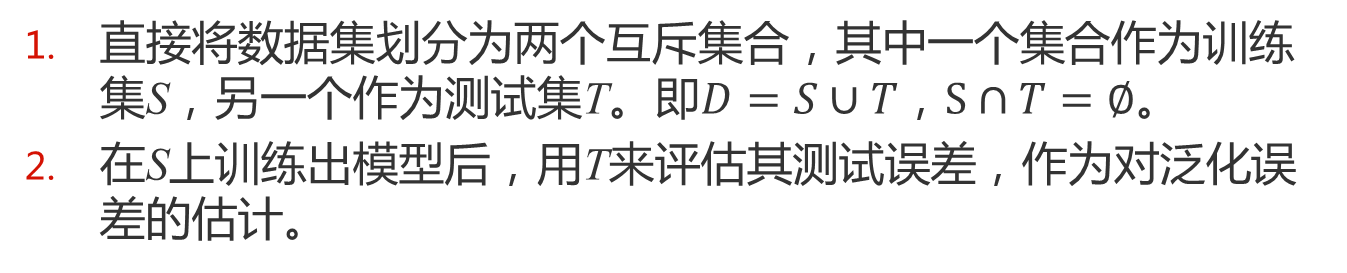 1. 直接将数据集划分为两个互斥集合，其中一个集合作为训练
集S，另一个作为测试集T。即D = S ∪ T，S ∩ T = ∅。
2. 在S上训练出模型后，用T来评估其测试误差，作为对泛化误
差的估计。